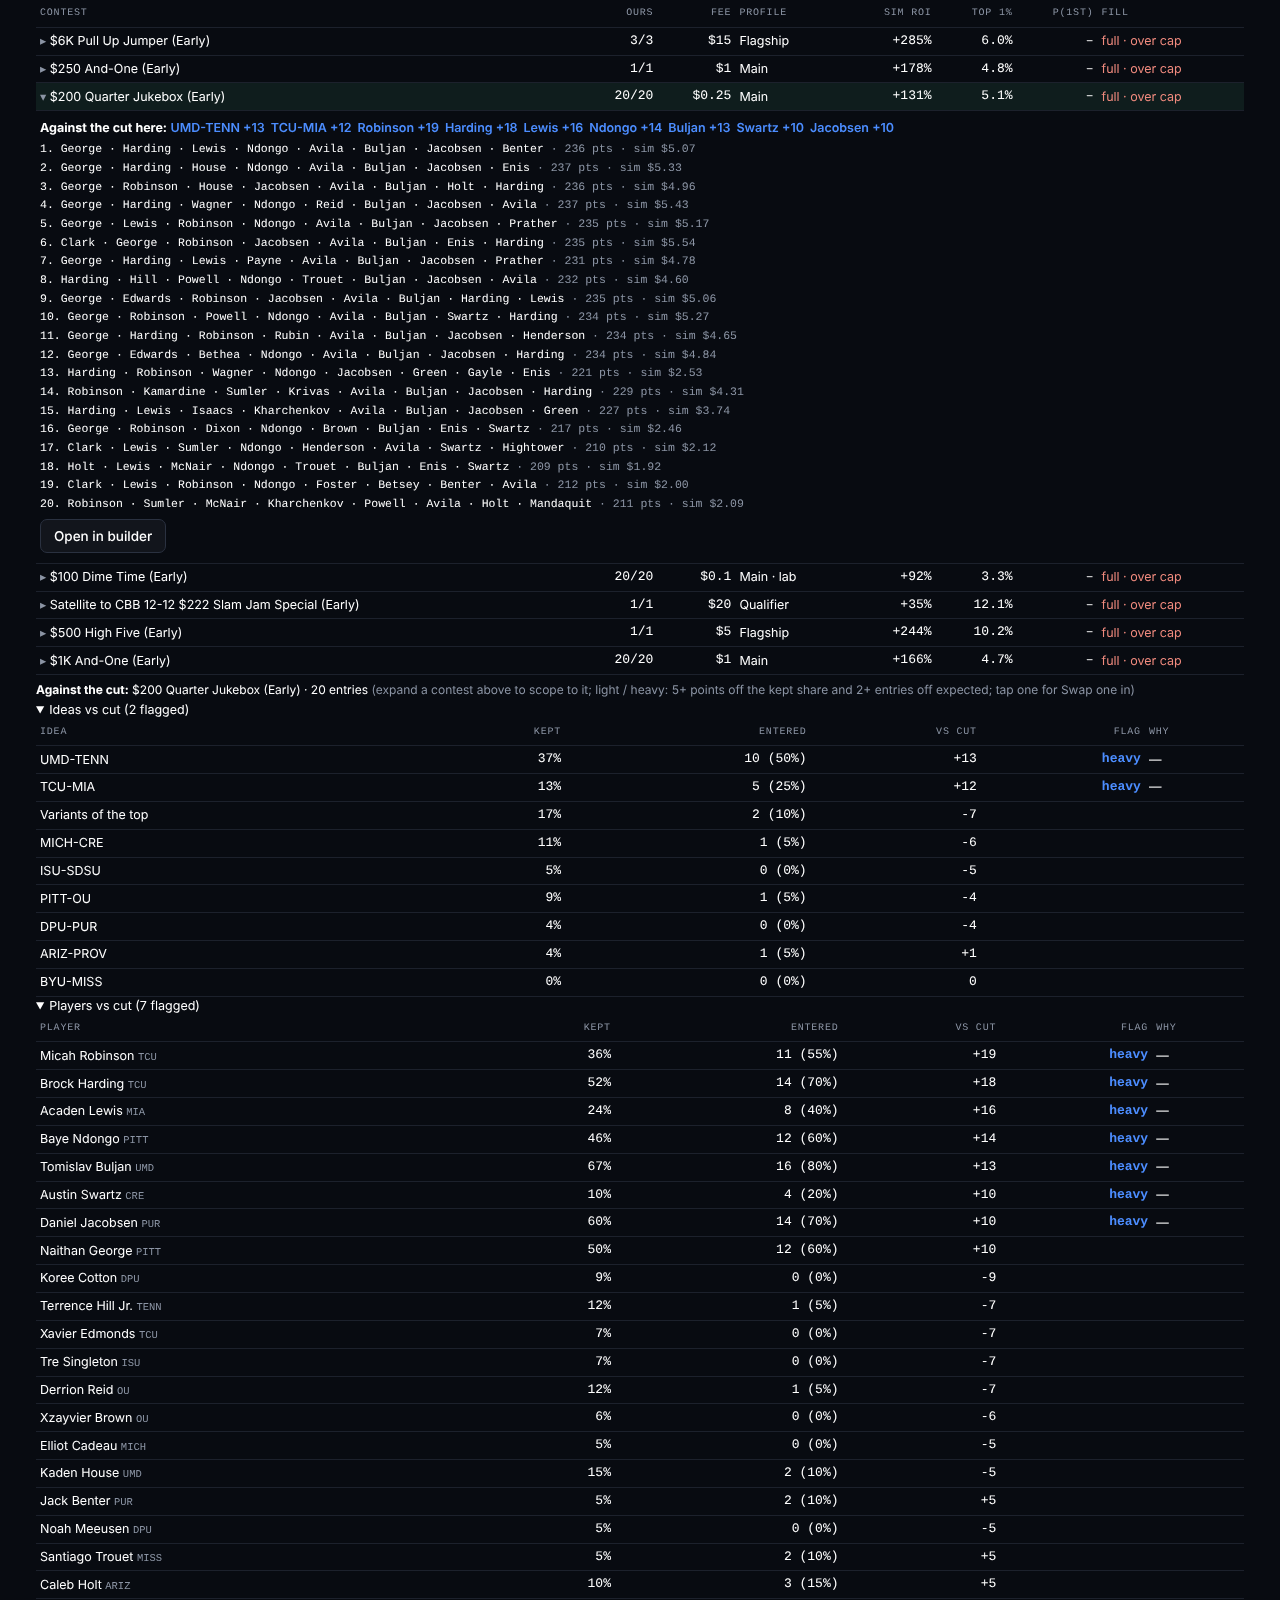 CONTEST OURS FEE PROFILE SIM ROI TOP 1% P(1ST) FILL
▸ $6K Pull Up Jumper (Early) 3/3 $15 Flagship +285% 6.0% – full · over cap
▸ $250 And-One (Early) 1/1 $1 Main +178% 4.8% – full · over cap
▾ $200 Quarter Jukebox (Early) 20/20 $0.25 Main +131% 5.1% – full · over cap
Against the cut here: UMD-TENN +13 TCU-MIA +12 Robinson +19 Harding +18 Lewis +16 Ndongo +14 Buljan +13 Swartz +10 Jacobsen +10
1. George · Harding · Lewis · Ndongo · Avila · Buljan · Jacobsen · Benter · 236 pts · sim $5.07
2. George · Harding · House · Ndongo · Avila · Buljan · Jacobsen · Enis · 237 pts · sim $5.33
3. George · Robinson · House · Jacobsen · Avila · Buljan · Holt · Harding · 236 pts · sim $4.96
4. George · Harding · Wagner · Ndongo · Reid · Buljan · Jacobsen · Avila · 237 pts · sim $5.43
5. George · Lewis · Robinson · Ndongo · Avila · Buljan · Jacobsen · Prather · 235 pts · sim $5.17
6. Clark · George · Robinson · Jacobsen · Avila · Buljan · Enis · Harding · 235 pts · sim $5.54
7. George · Harding · Lewis · Payne · Avila · Buljan · Jacobsen · Prather · 231 pts · sim $4.78
8. Harding · Hill · Powell · Ndongo · Trouet · Buljan · Jacobsen · Avila · 232 pts · sim $4.60
9. George · Edwards · Robinson · Jacobsen · Avila · Buljan · Harding · Lewis · 235 pts · sim $5.06
10. George · Robinson · Powell · Ndongo · Avila · Buljan · Swartz · Harding · 234 pts · sim $5.27
11. George · Harding · Robinson · Rubin · Avila · Buljan · Jacobsen · Henderson · 234 pts · sim $4.65
12. George · Edwards · Bethea · Ndongo · Avila · Buljan · Jacobsen · Harding · 234 pts · sim $4.84
13. Harding · Robinson · Wagner · Ndongo · Jacobsen · Green · Gayle · Enis · 221 pts · sim $2.53
14. Robinson · Kamardine · Sumler · Krivas · Avila · Buljan · Jacobsen · Harding · 229 pts · sim $4.31
15. Harding · Lewis · Isaacs · Kharchenkov · Avila · Buljan · Jacobsen · Green · 227 pts · sim $3.74
16. George · Robinson · Dixon · Ndongo · Brown · Buljan · Enis · Swartz · 217 pts · sim $2.46
17. Clark · Lewis · Sumler · Ndongo · Henderson · Avila · Swartz · Hightower · 210 pts · sim $2.12
18. Holt · Lewis · McNair · Ndongo · Trouet · Buljan · Enis · Swartz · 209 pts · sim $1.92
19. Clark · Lewis · Robinson · Ndongo · Foster · Betsey · Benter · Avila · 212 pts · sim $2.00
20. Robinson · Sumler · McNair · Kharchenkov · Powell · Avila · Holt · Mandaquit · 211 pts · sim $2.09
Open in builder
▸ $100 Dime Time (Early) 20/20 $0.1 Main · lab +92% 3.3% – full · over cap
▸ Satellite to CBB 12-12 $222 Slam Jam Special (Early) 1/1 $20 Qualifier +35% 12.1% – full · over cap
▸ $500 High Five (Early) 1/1 $5 Flagship +244% 10.2% – full · over cap
▸ $1K And-One (Early) 20/20 $1 Main +166% 4.7% – full · over cap
Against the cut: $200 Quarter Jukebox (Early) · 20 entries (expand a contest above to scope to it; light / heavy: 5+ points off the kept share and 2+ entries off expected; tap one for Swap one in)
▼ Ideas vs cut (2 flagged)
IDEA KEPT ENTERED VS CUT FLAG WHY
UMD-TENN 37% 10 (50%) +13 heavy —
TCU-MIA 13% 5 (25%) +12 heavy —
Variants of the top 17% 2 (10%) -7
MICH-CRE 11% 1 (5%) -6
ISU-SDSU 5% 0 (0%) -5
PITT-OU 9% 1 (5%) -4
DPU-PUR 4% 0 (0%) -4
ARIZ-PROV 4% 1 (5%) +1
BYU-MISS 0% 0 (0%) 0
▼ Players vs cut (7 flagged)
PLAYER KEPT ENTERED VS CUT FLAG WHY
Micah Robinson TCU 36% 11 (55%) +19 heavy —
Brock Harding TCU 52% 14 (70%) +18 heavy —
Acaden Lewis MIA 24% 8 (40%) +16 heavy —
Baye Ndongo PITT 46% 12 (60%) +14 heavy —
Tomislav Buljan UMD 67% 16 (80%) +13 heavy —
Austin Swartz CRE 10% 4 (20%) +10 heavy —
Daniel Jacobsen PUR 60% 14 (70%) +10 heavy —
Naithan George PITT 50% 12 (60%) +10
Koree Cotton DPU 9% 0 (0%) -9
Terrence Hill Jr. TENN 12% 1 (5%) -7
Xavier Edmonds TCU 7% 0 (0%) -7
Tre Singleton ISU 7% 0 (0%) -7
Derrion Reid OU 12% 1 (5%) -7
Xzayvier Brown OU 6% 0 (0%) -6
Elliot Cadeau MICH 5% 0 (0%) -5
Kaden House UMD 15% 2 (10%) -5
Jack Benter PUR 5% 2 (10%) +5
Noah Meeusen DPU 5% 0 (0%) -5
Santiago Trouet MISS 5% 2 (10%) +5
Caleb Holt ARIZ 10% 3 (15%) +5